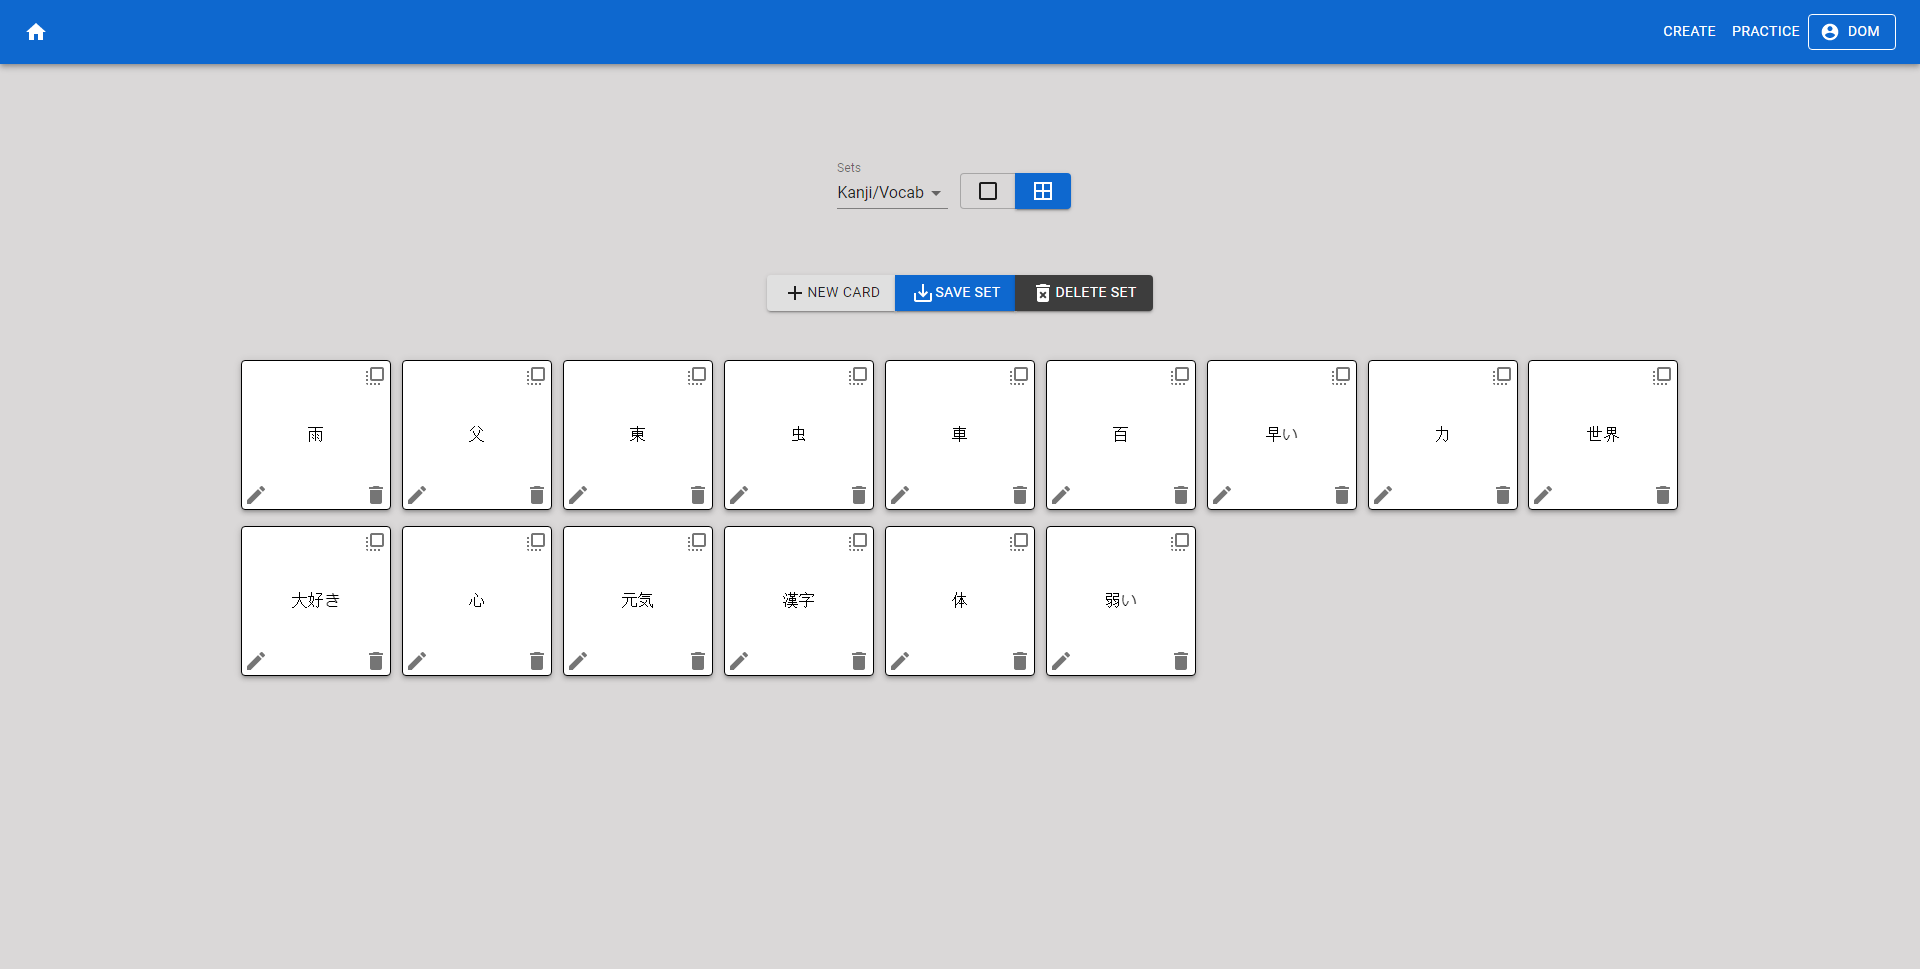 CREATE PRACTICE DOM
Sets
Kanji/Vocab
NEW CARD SAVE SET DELETE SET
雨 父 東 虫 車 百 早い 力 世界
大好き 心 元気 漢字 体 弱い